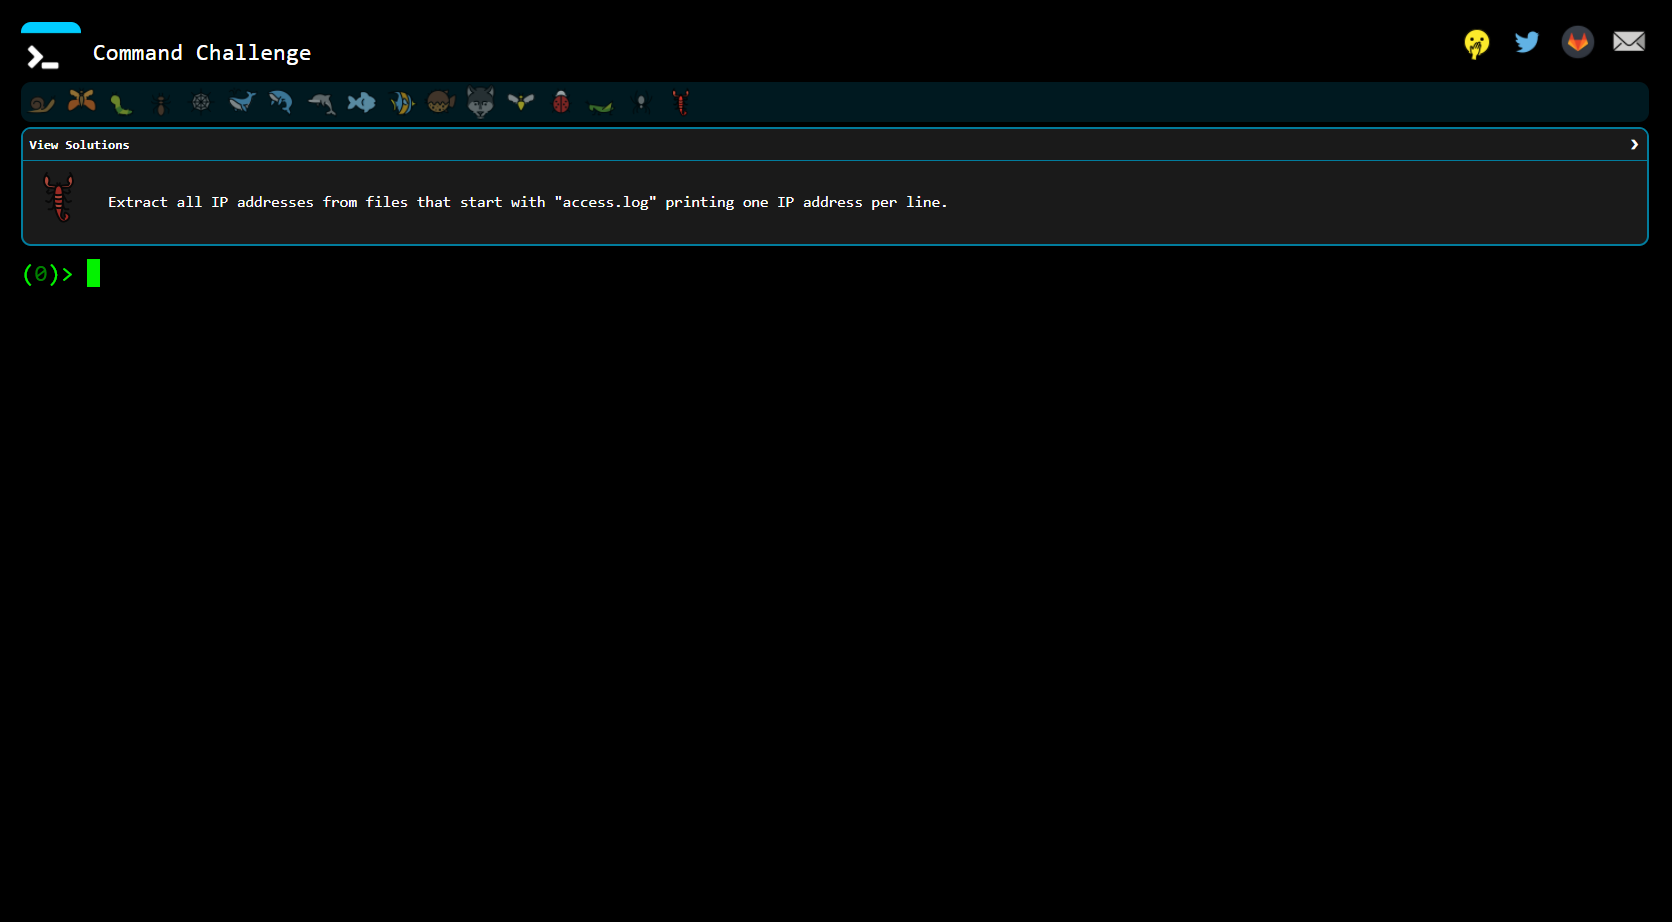 Command Challenge
View Solutions
Extract all IP addresses from files that start with "access.log" printing one IP address per line.
(0)>